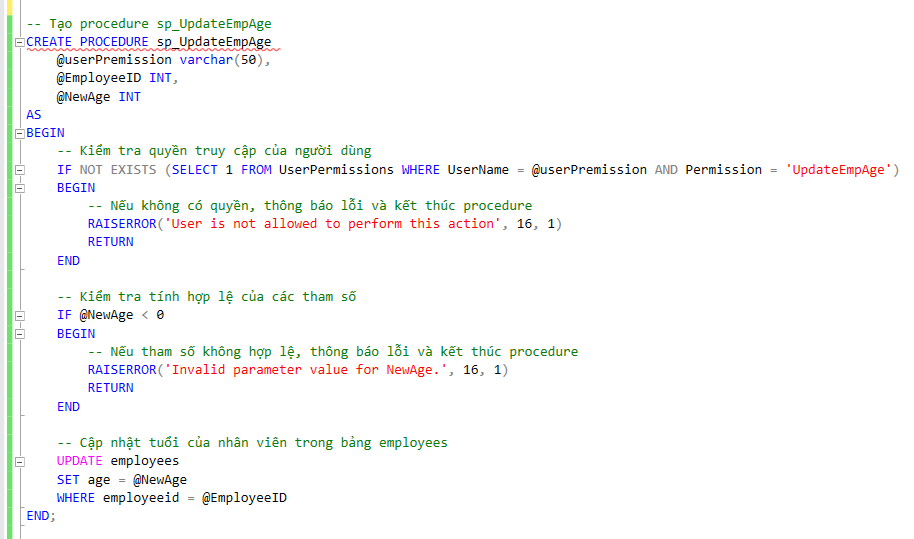 -- Tạo procedure sp_UpdateEmpAge
CREATE PROCEDURE sp_UpdateEmpAge
    @userPremission varchar(50),
    @EmployeeID INT,
    @NewAge INT
AS
BEGIN
    -- Kiểm tra quyền truy cập của người dùng
    IF NOT EXISTS (SELECT 1 FROM UserPermissions WHERE UserName = @userPremission AND Permission = 'UpdateEmpAge')
    BEGIN
        -- Nếu không có quyền, thông báo lỗi và kết thúc procedure
        RAISERROR('User is not allowed to perform this action', 16, 1)
        RETURN
    END

    -- Kiểm tra tính hợp lệ của các tham số
    IF @NewAge < 0
    BEGIN
        -- Nếu tham số không hợp lệ, thông báo lỗi và kết thúc procedure
        RAISERROR('Invalid parameter value for NewAge.', 16, 1)
        RETURN
    END

    -- Cập nhật tuổi của nhân viên trong bảng employees
    UPDATE employees
    SET age = @NewAge
    WHERE employeeid = @EmployeeID
END;